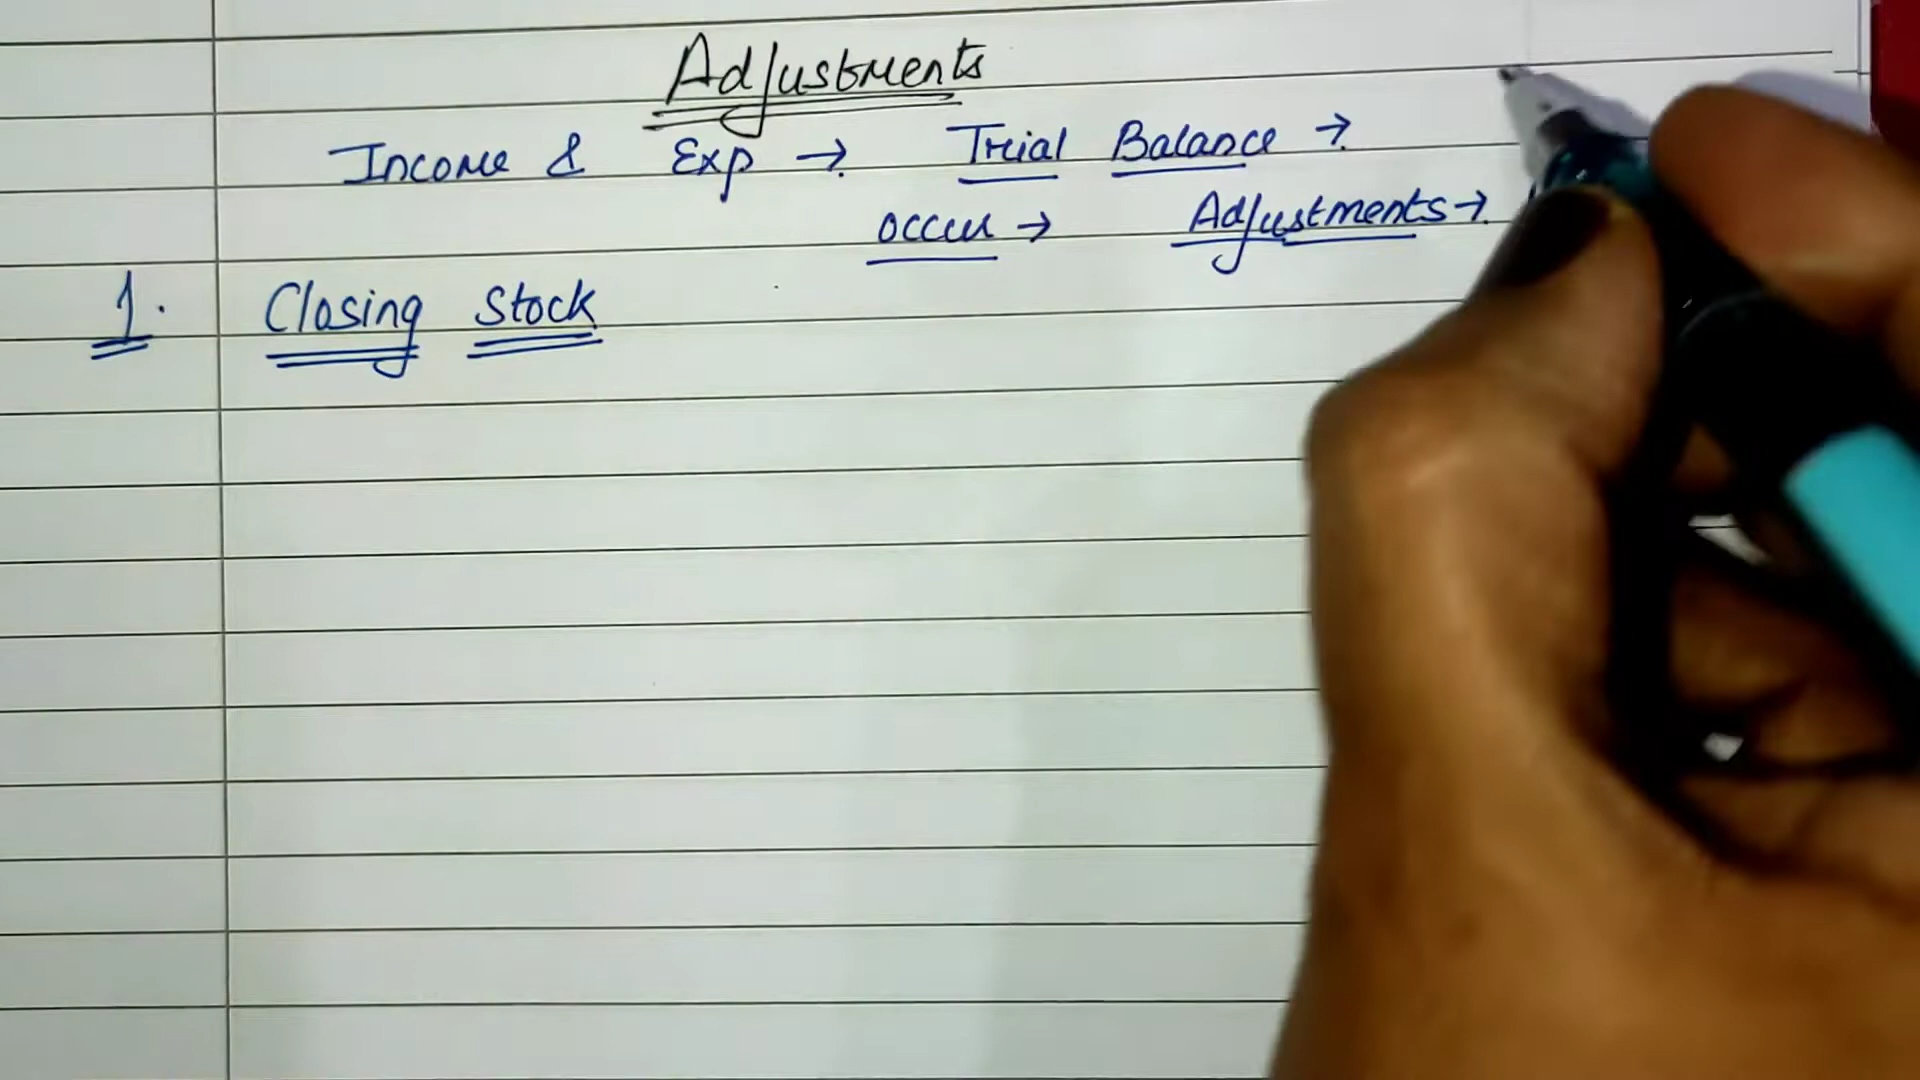 Adjustments
Income & Exp → Trial Balance →
occur → Adjustments →
1. Closing Stock